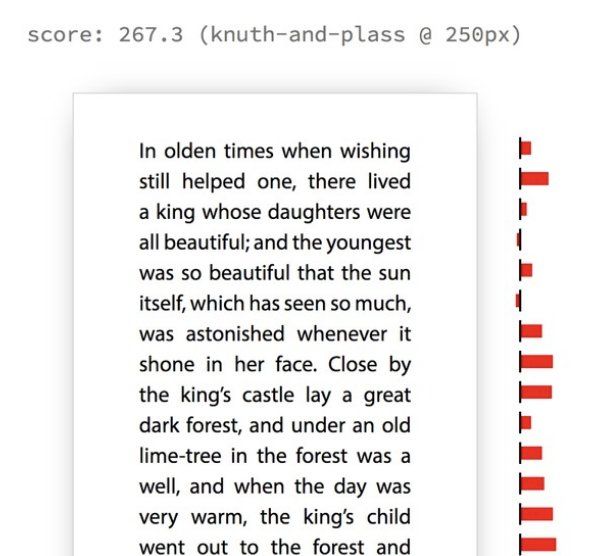 score: 267.3 (knuth-and-plass @ 250px)
In olden times when wishing
still helped one, there lived
a king whose daughters were
all beautiful; and the youngest
was so beautiful that the sun
itself, which has seen so much,
was astonished whenever it
shone in her face. Close by
the king's castle lay a great
dark forest, and under an old
lime-tree in the forest was a
well, and when the day was
very warm, the king's child
went out to the forest and